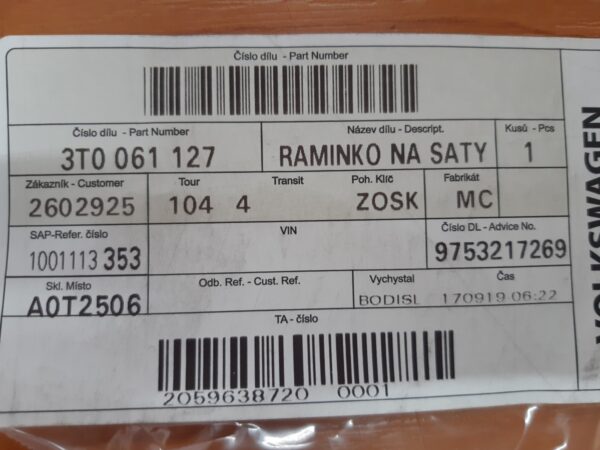 Číslo dílu - Part Number
Číslo dílu - Part Number
Název dílu - Descript.
Kusů - Pcs
3T0 061 127
RAMINKO NA SATY
1
Zákazník - Customer
Tour
Transit
Poh. Klíč
Fabrikát
2602925
104 4
ZOSK
MC
SAP-Refer. číslo
VIN
Číslo DL - Advice No.
1001113 353
9753217269
Skl. Místo
Odb. Ref. - Cust. Ref.
Vychystal
Čas
A0T2506
BODISL
170919 06:22
TA - číslo
2059638720 0001
VOLKSWAGEN